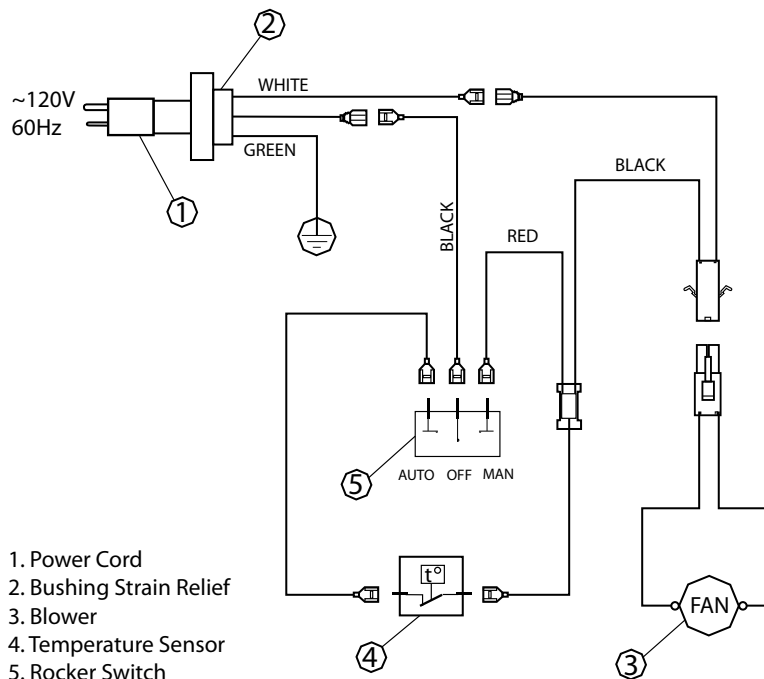 2
WHITE
~120V
60Hz
GREEN
BLACK
1
BLACK
RED
5
AUTO OFF MAN
t°
4
FAN
3
1. Power Cord
2. Bushing Strain Relief
3. Blower
4. Temperature Sensor
5. Rocker Switch